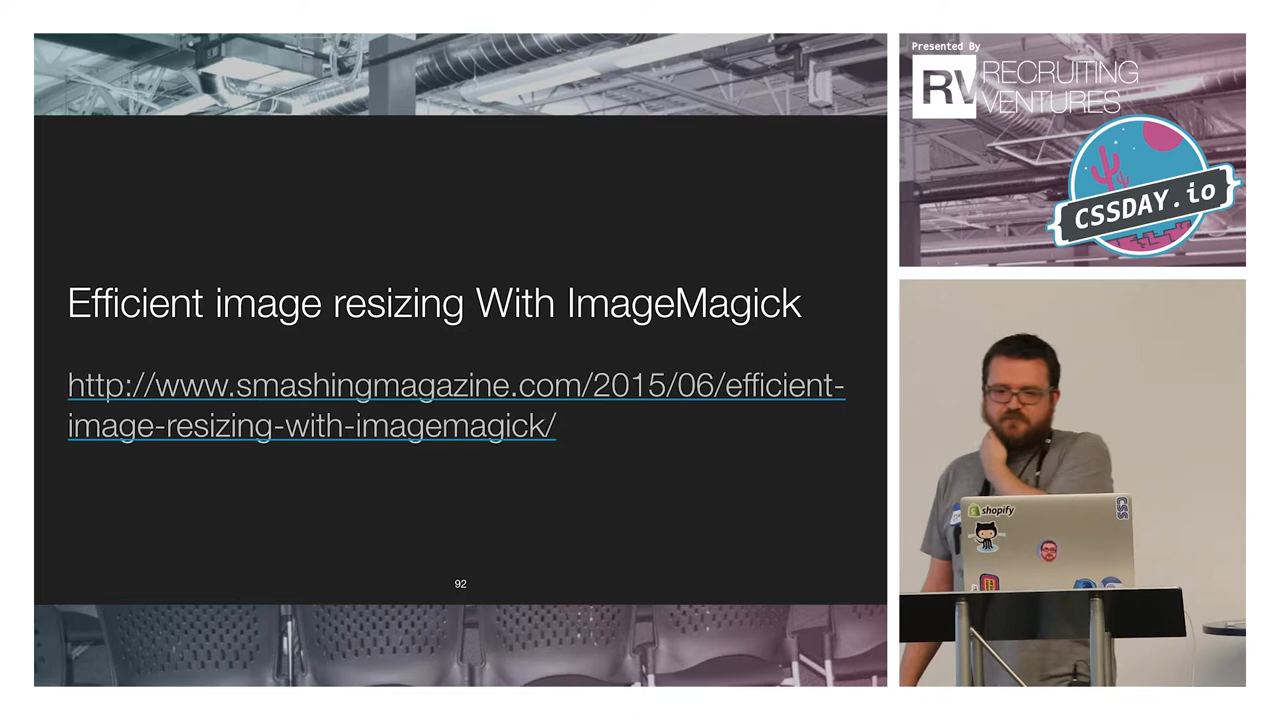 Efficient image resizing With ImageMagick
http://www.smashingmagazine.com/2015/06/efficient-
image-resizing-with-imagemagick/
92
Presented By
RV RECRUITING
VENTURES
{CSSDAY.io}
shopify
CSS